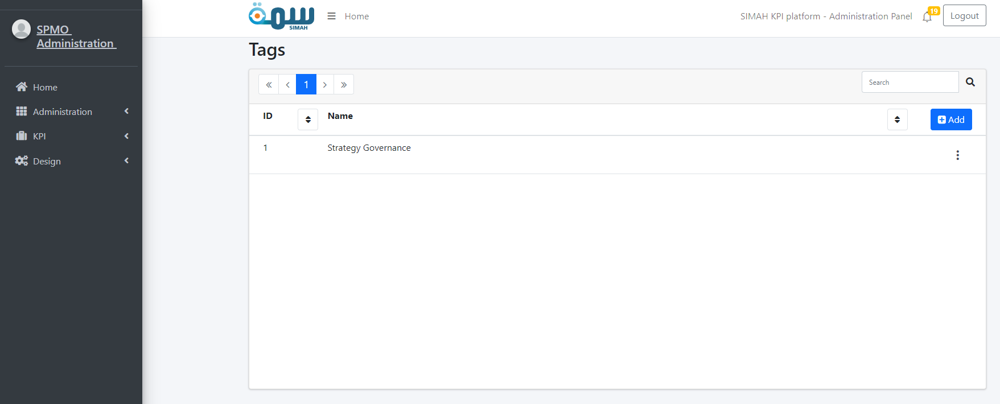 SPMO
Administration
Home
Administration
KPI
Design
سمة
SIMAH
Home
SIMAH KPI platform - Administration Panel
19
Logout
Tags
« ‹ 1 › »
Search
ID
Name
Add
1
Strategy Governance